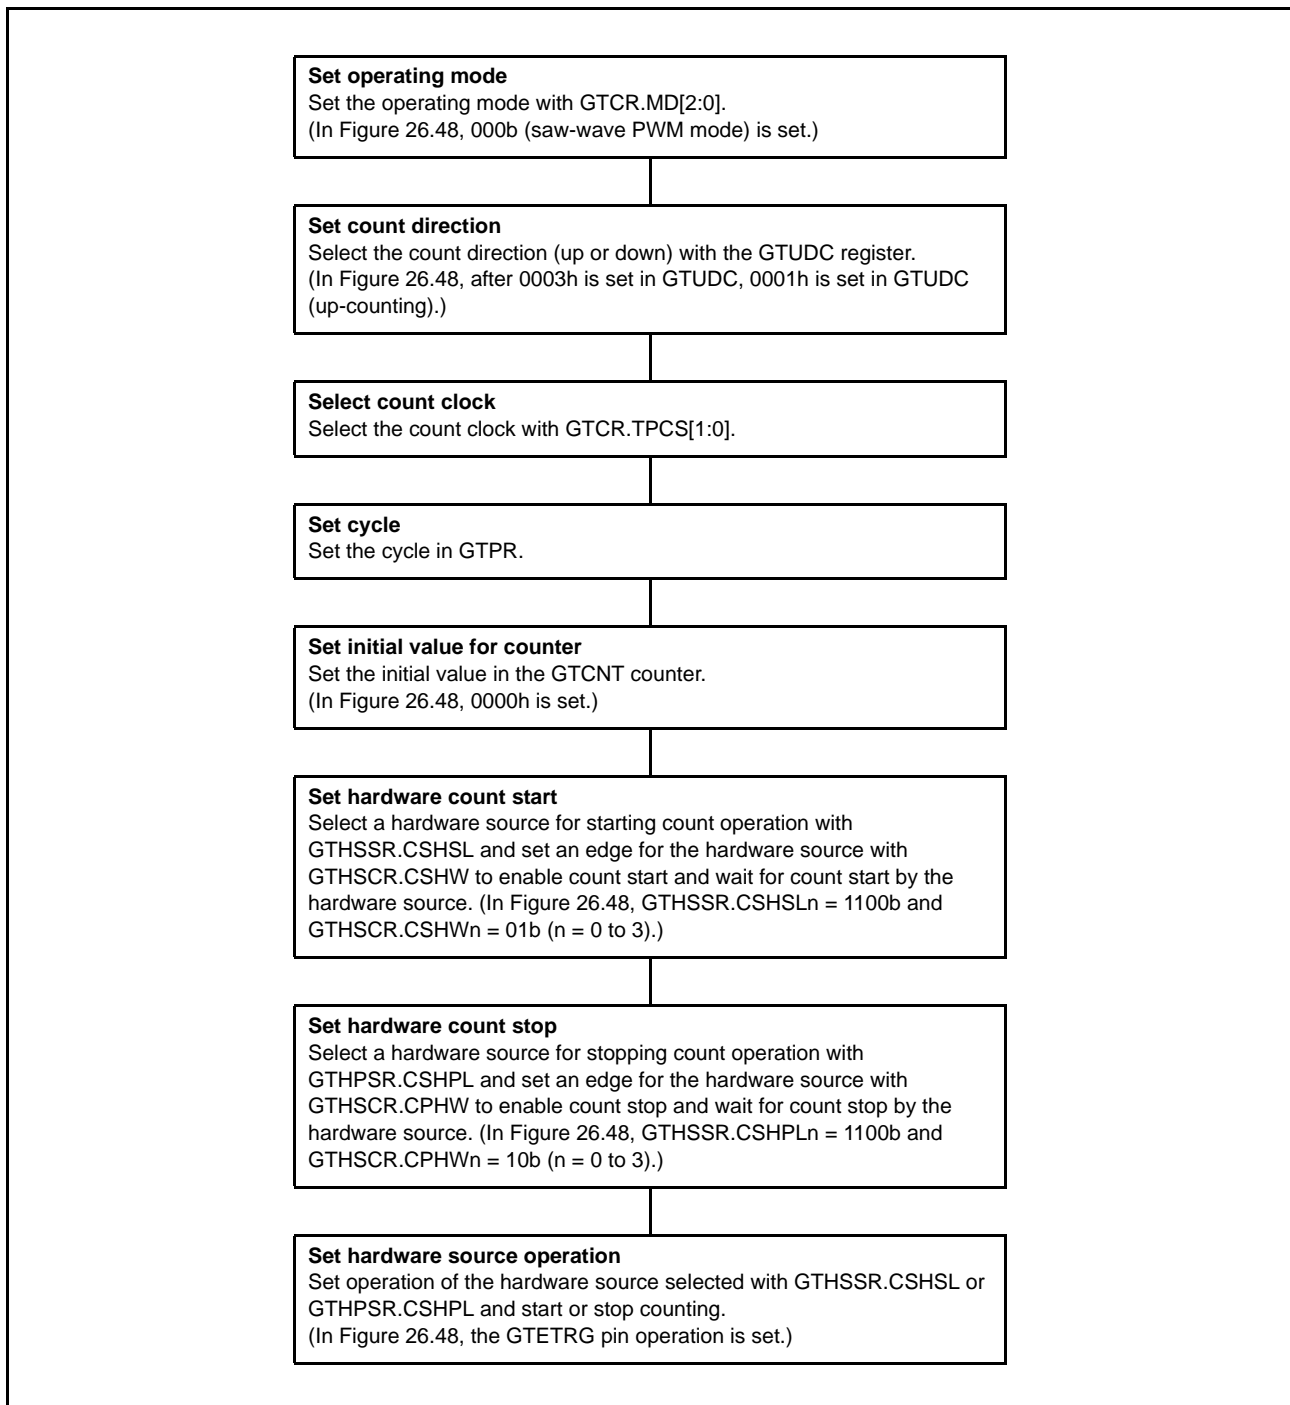 Set operating mode
Set the operating mode with GTCR.MD[2:0].
(In Figure 26.48, 000b (saw-wave PWM mode) is set.)
Set count direction
Select the count direction (up or down) with the GTUDC register.
(In Figure 26.48, after 0003h is set in GTUDC, 0001h is set in GTUDC
(up-counting).)
Select count clock
Select the count clock with GTCR.TPCS[1:0].
Set cycle
Set the cycle in GTPR.
Set initial value for counter
Set the initial value in the GTCNT counter.
(In Figure 26.48, 0000h is set.)
Set hardware count start
Select a hardware source for starting count operation with
GTHSSR.CSHSL and set an edge for the hardware source with
GTHSCR.CSHW to enable count start and wait for count start by the
hardware source. (In Figure 26.48, GTHSSR.CSHSLn = 1100b and
GTHSCR.CSHWn = 01b (n = 0 to 3).)
Set hardware count stop
Select a hardware source for stopping count operation with
GTHPSR.CSHPL and set an edge for the hardware source with
GTHSCR.CPHW to enable count stop and wait for count stop by the
hardware source. (In Figure 26.48, GTHSSR.CSHPLn = 1100b and
GTHSCR.CPHWn = 10b (n = 0 to 3).)
Set hardware source operation
Set operation of the hardware source selected with GTHSSR.CSHSL or
GTHPSR.CSHPL and start or stop counting.
(In Figure 26.48, the GTETRG pin operation is set.)